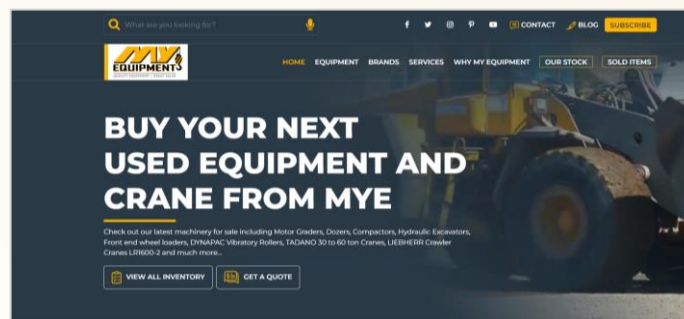 What are you looking for?
CONTACT
BLOG
SUBSCRIBE
MY
EQUIPMENT
HOME
EQUIPMENT
BRANDS
SERVICES
WHY MY EQUIPMENT
OUR STOCK
SOLD ITEMS
BUY YOUR NEXT
USED EQUIPMENT AND
CRANE FROM MYE
Check out our latest machinery for sale including Motor Graders, Dozers, Compactors, Hydraulic Excavators,
Front end wheel loaders, DYNAPAC Vibratory Rollers, TADANO 30 to 60 ton Cranes, LIEBHERR Crawler
Cranes LR1600-2 and much more...
VIEW ALL INVENTORY
GET A QUOTE